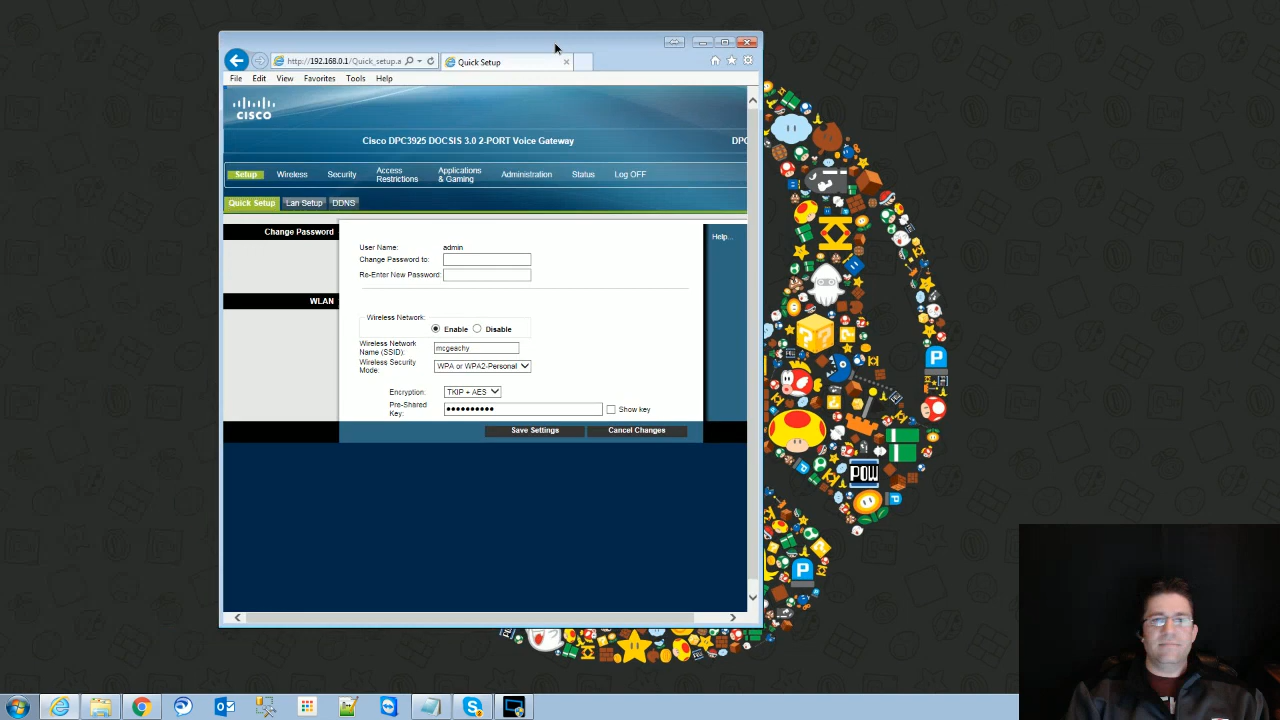 http://192.168.0.1/Quick_setup.a
Quick Setup
File Edit View Favorites Tools Help
CISCO
Cisco DPC3925 DOCSIS 3.0 2-PORT Voice Gateway
DPC
Setup Wireless Security Access Restrictions Applications & Gaming Administration Status Log OFF
Quick Setup Lan Setup DDNS
Change Password
Help...
User Name: admin
Change Password to:
Re-Enter New Password:
WLAN
Wireless Network:
Enable Disable
Wireless Network Name (SSID): mcgeachy
Wireless Security Mode: WPA or WPA2-Personal
Encryption: TKIP + AES
Pre-Shared Key: Show key
Save Settings Cancel Changes
P
POW
P
P